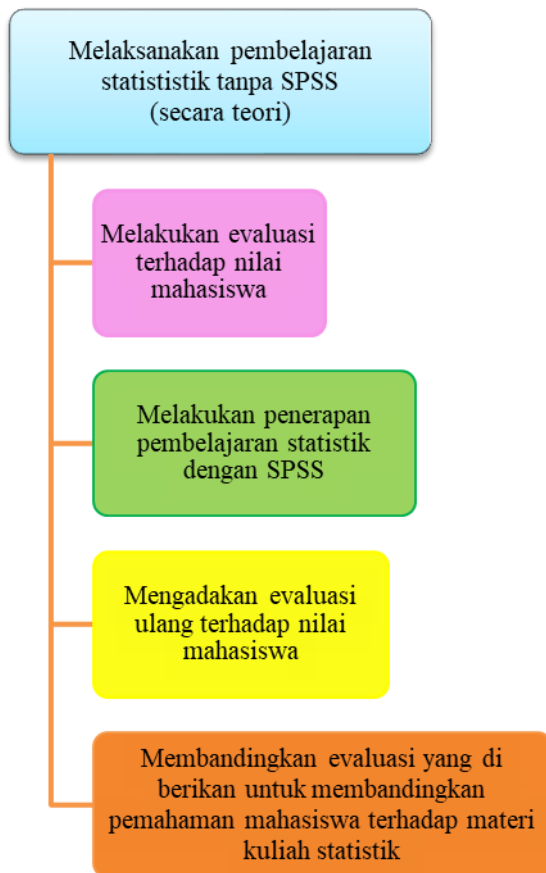 Melaksanakan pembelajaran
statististik tanpa SPSS
(secara teori)
Melakukan evaluasi
terhadap nilai
mahasiswa
Melakukan penerapan
pembelajaran statistik
dengan SPSS
Mengadakan evaluasi
ulang terhadap nilai
mahasiswa
Membandingkan evaluasi yang di
berikan untuk membandingkan
pemahaman mahasiswa terhadap materi
kuliah statistik